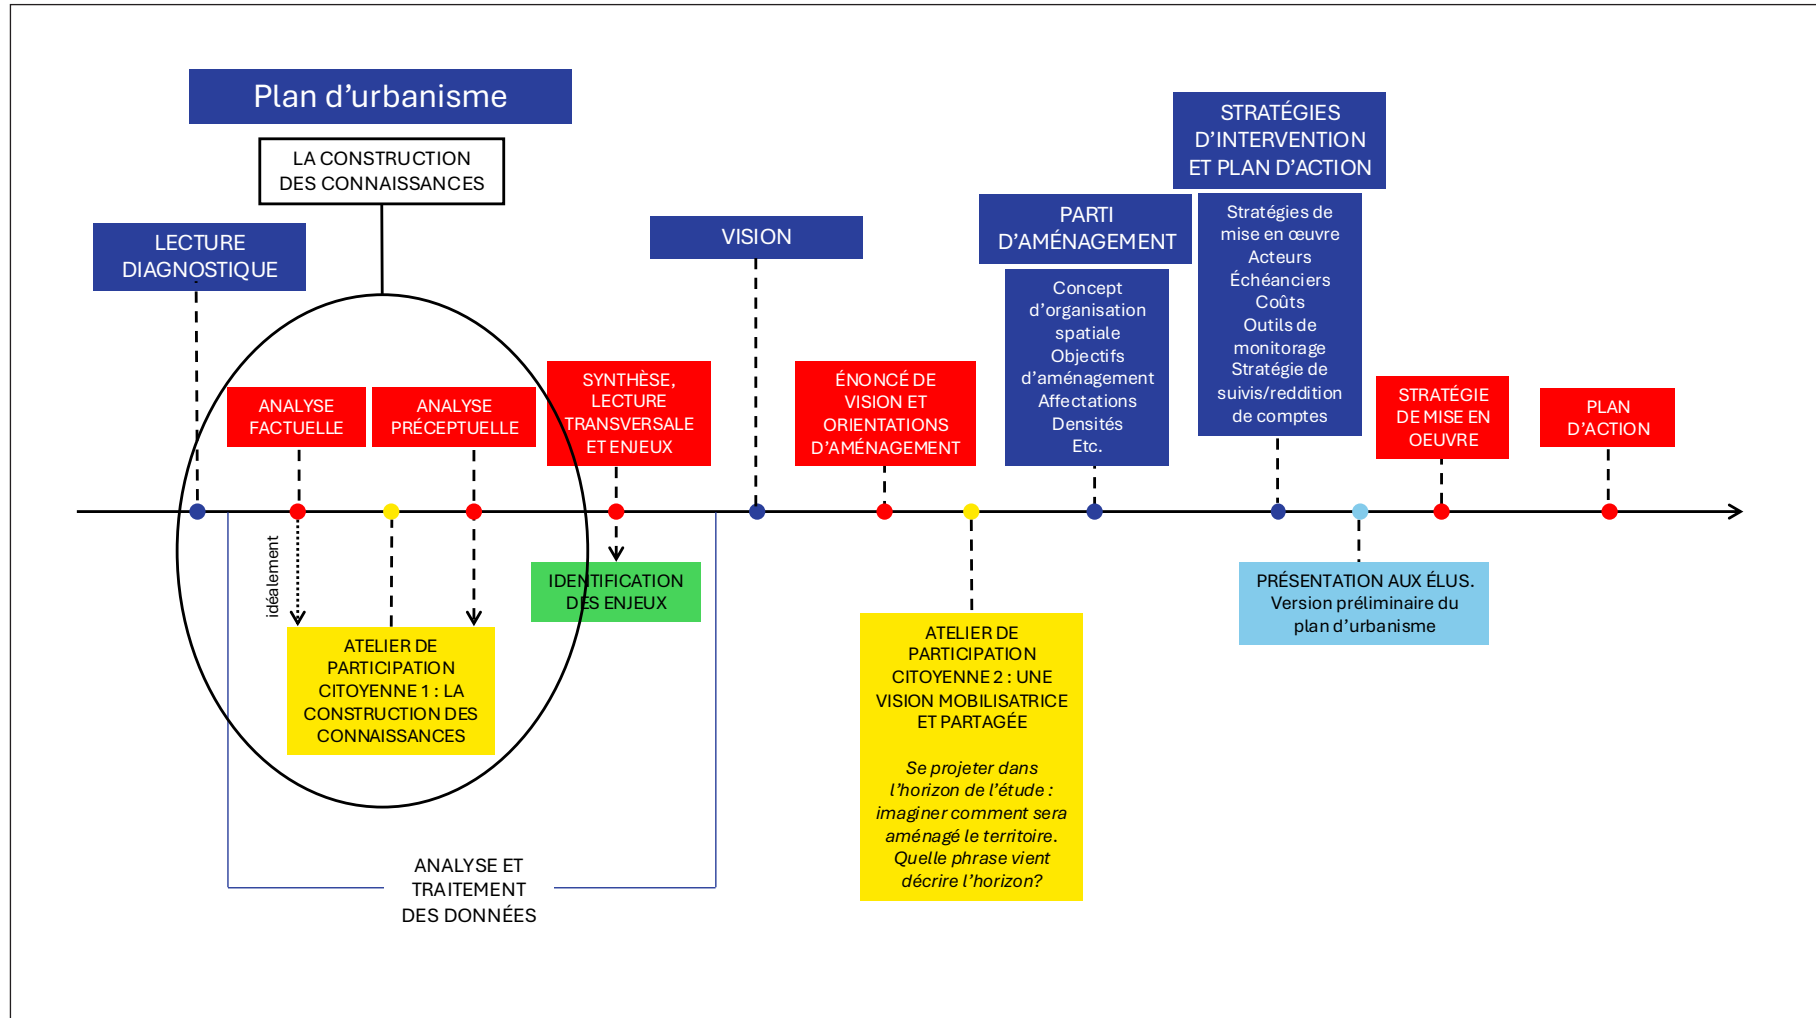 Plan d’urbanisme
LA CONSTRUCTION
DES CONNAISSANCES
LECTURE
DIAGNOSTIQUE
VISION
PARTI
D’AMÉNAGEMENT
Concept
d’organisation
spatiale
Objectifs
d’aménagement
Affectations
Densités
Etc.
STRATÉGIES
D’INTERVENTION
ET PLAN D’ACTION
Stratégies de
mise en œuvre
Acteurs
Échéanciers
Coûts
Outils de
monitorage
Stratégie de
suivis/reddition
de comptes
ANALYSE
FACTUELLE
ANALYSE
PRÉCEPTUELLE
SYNTHÈSE,
LECTURE
TRANSVERSALE
ET ENJEUX
ÉNONCÉ DE
VISION ET
ORIENTATIONS
D’AMÉNAGEMENT
STRATÉGIE
DE MISE EN
OEUVRE
PLAN
D’ACTION
idéalement
IDENTIFICATION
DES ENJEUX
ATELIER DE
PARTICIPATION
CITOYENNE 1 : LA
CONSTRUCTION DES
CONNAISSANCES
ATELIER DE
PARTICIPATION
CITOYENNE 2 : UNE
VISION MOBILISATRICE
ET PARTAGÉE
Se projeter dans
l’horizon de l’étude :
imaginer comment sera
aménagé le territoire.
Quelle phrase vient
décrire l’horizon?
PRÉSENTATION AUX ÉLUS.
Version préliminaire du
plan d’urbanisme
ANALYSE ET
TRAITEMENT
DES DONNÉES